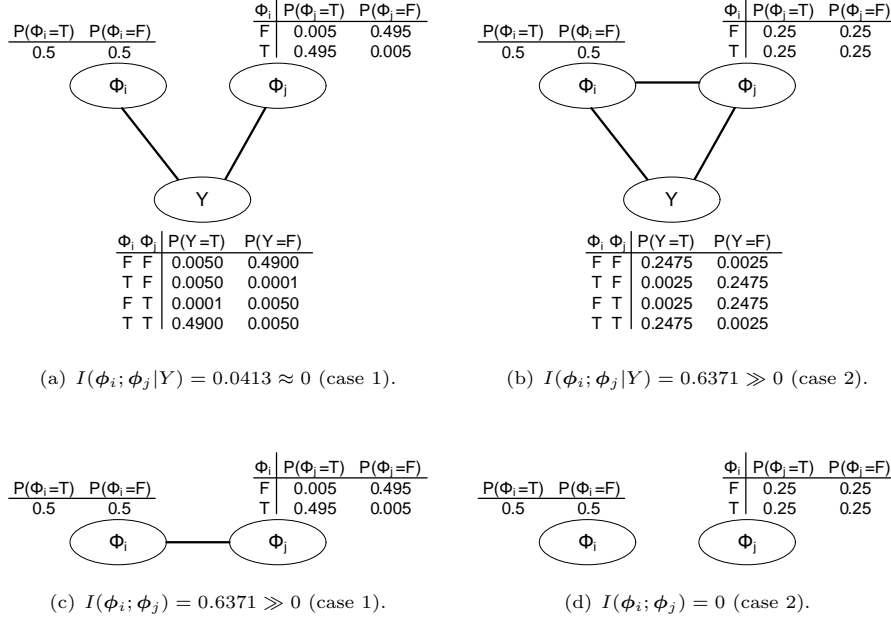 Φi P(Φj=T) P(Φj=F)
P(Φi=T) P(Φi=F) F 0.005 0.495
0.5 0.5 T 0.495 0.005
Φi Φj
Y
Φi Φj P(Y=T) P(Y=F)
F F 0.0050 0.4900
T F 0.0050 0.0001
F T 0.0001 0.0050
T T 0.4900 0.0050
(a) I(ϕi; ϕj|Y) = 0.0413 ≈ 0 (case 1).
Φi P(Φj=T) P(Φj=F)
P(Φi=T) P(Φi=F) F 0.25 0.25
0.5 0.5 T 0.25 0.25
Φi Φj
Y
Φi Φj P(Y=T) P(Y=F)
F F 0.2475 0.0025
T F 0.0025 0.2475
F T 0.0025 0.2475
T T 0.2475 0.0025
(b) I(ϕi; ϕj|Y) = 0.6371 ≫ 0 (case 2).
Φi P(Φj=T) P(Φj=F)
P(Φi=T) P(Φi=F) F 0.005 0.495
0.5 0.5 T 0.495 0.005
Φi Φj
(c) I(ϕi; ϕj) = 0.6371 ≫ 0 (case 1).
Φi P(Φj=T) P(Φj=F)
P(Φi=T) P(Φi=F) F 0.25 0.25
0.5 0.5 T 0.25 0.25
Φi Φj
(d) I(ϕi; ϕj) = 0 (case 2).